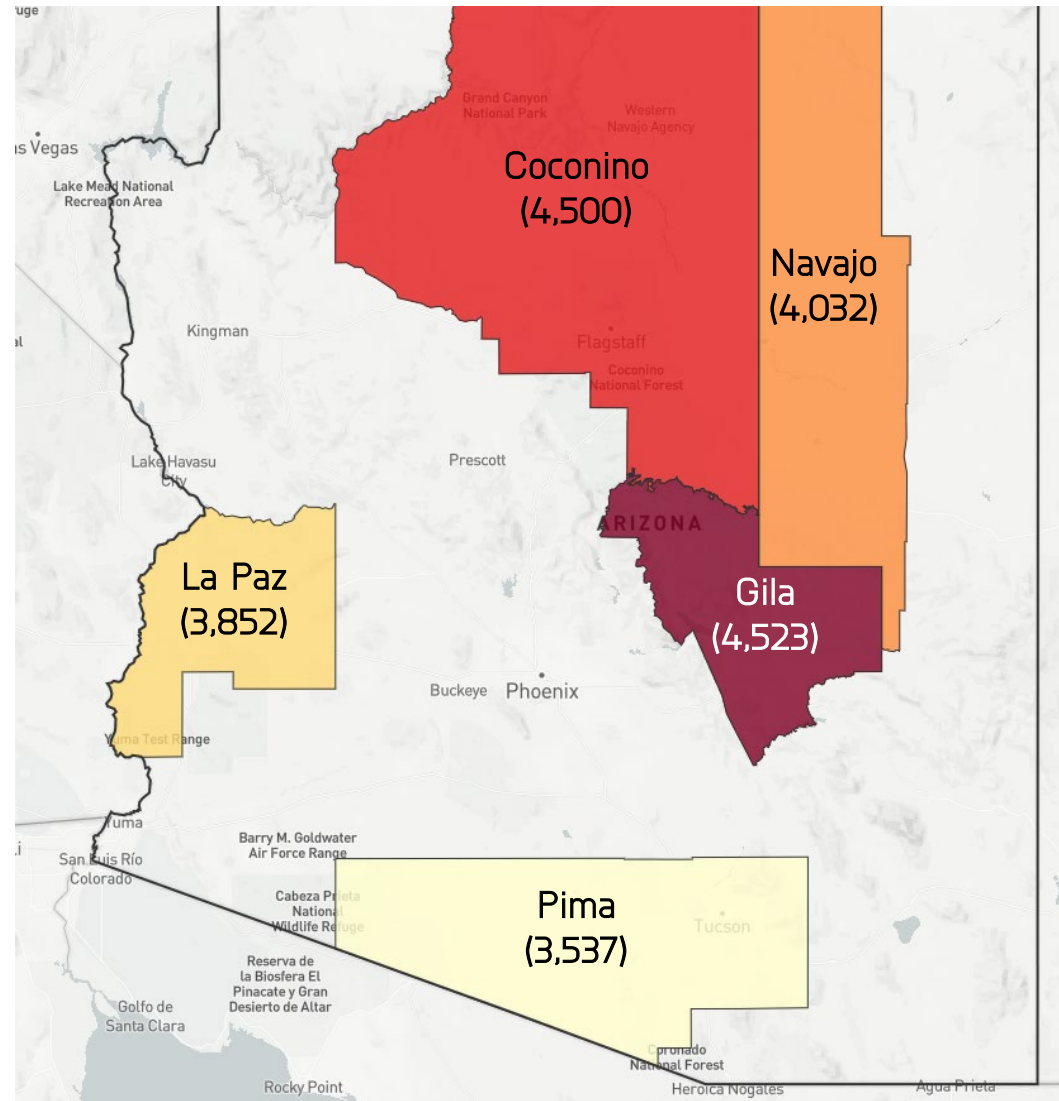 uge
Grand Canyon
National Park
Western
Navajo Agency
as Vegas
Coconino
(4,500)
Lake Mead National
Recreation Area
Navajo
(4,032)
Kingman
al
Flagstaff
Coconino
National Forest
Lake Havasu
City
Prescott
ARIZONA
La Paz
(3,852)
Gila
(4,523)
Buckeye
Phoenix
Yuma Test Range
Yuma
Barry M. Goldwater
Air Force Range
li
San Luis Río
Colorado
Cabeza Prieta
National
Wildlife Refuge
Pima
(3,537)
Tucson
Reserva de
la Biosfera El
Pinacate y Gran
Desierto de Altar
Golfo de
Santa Clara
Coronado
National Forest
Rocky Point
Heroica Nogales
Agua Prieta